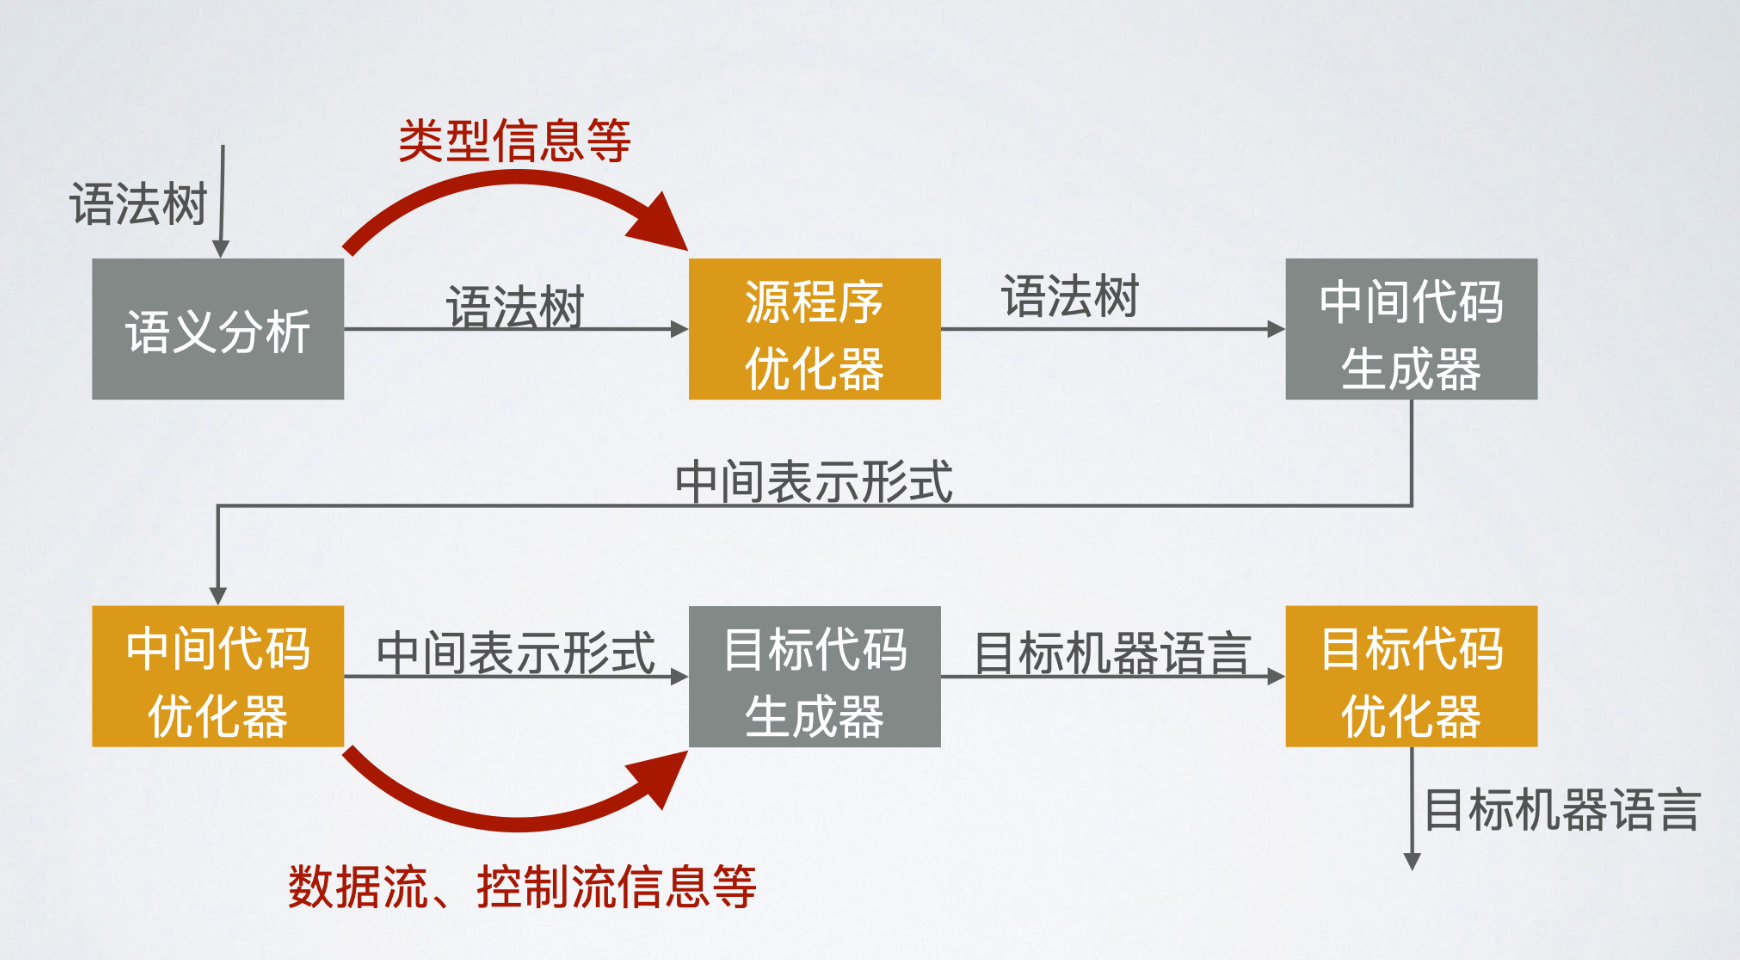 类型信息等
语法树
语义分析
语法树
源程序
优化器
语法树
中间代码
生成器
中间表示形式
中间代码
优化器
中间表示形式
目标代码
生成器
目标机器语言
目标代码
优化器
目标机器语言
数据流、控制流信息等